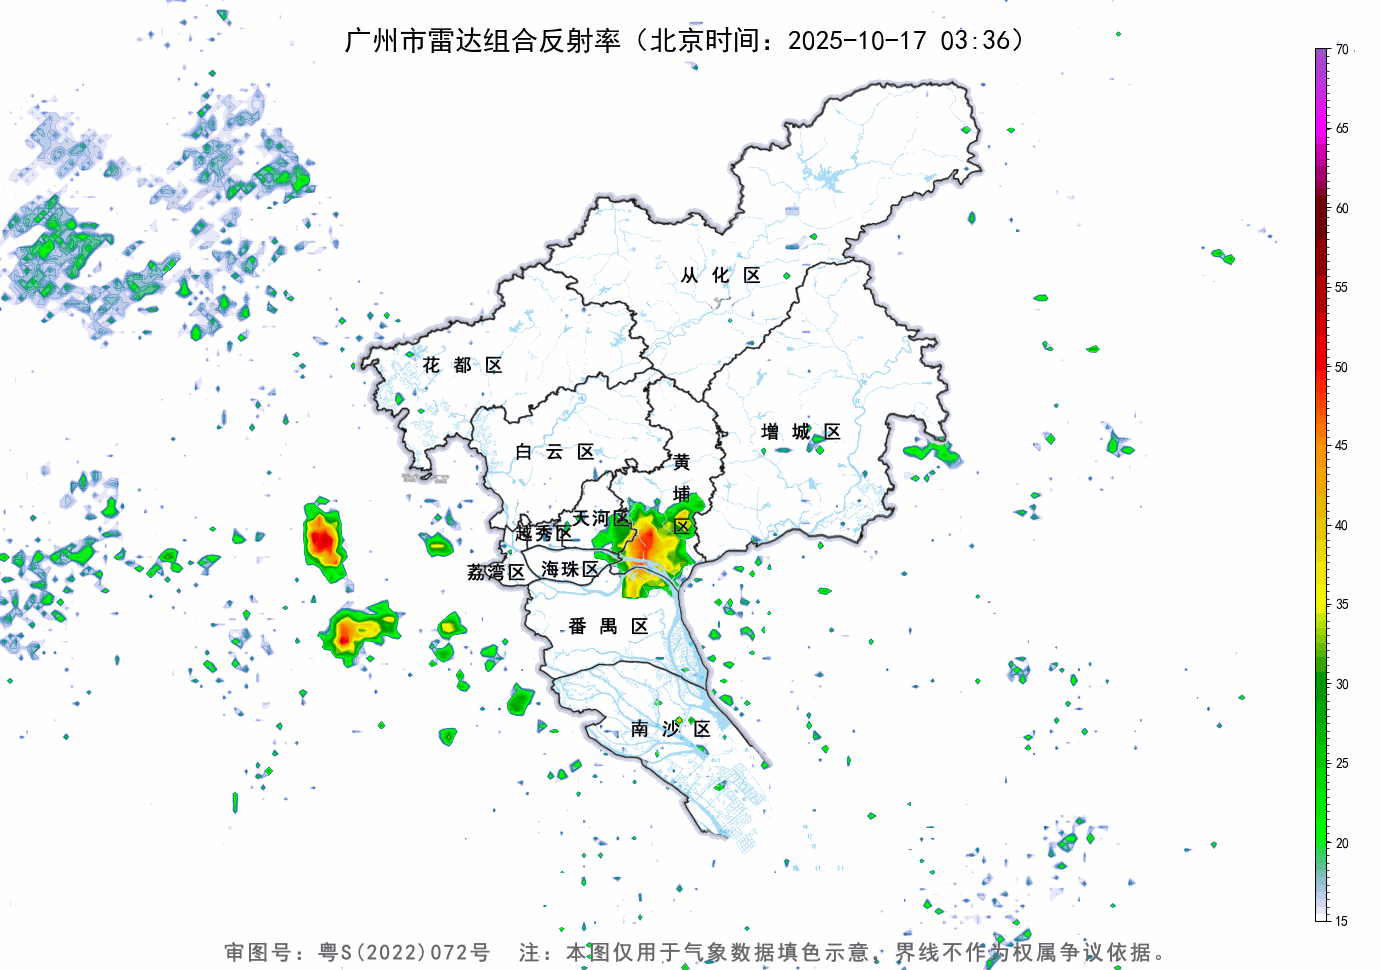 广州市雷达组合反射率（北京时间：2025-10-17 03:36）
70
65
60
55
50
45
40
35
30
25
20
15
从化区
花都区
增城区
白云区
黄埔区
天河区
越秀区
荔湾区
海珠区
番禺区
南沙区
审图号：粤S(2022)072号 注：本图仅用于气象数据填色示意，界线不作为权属争议依据。